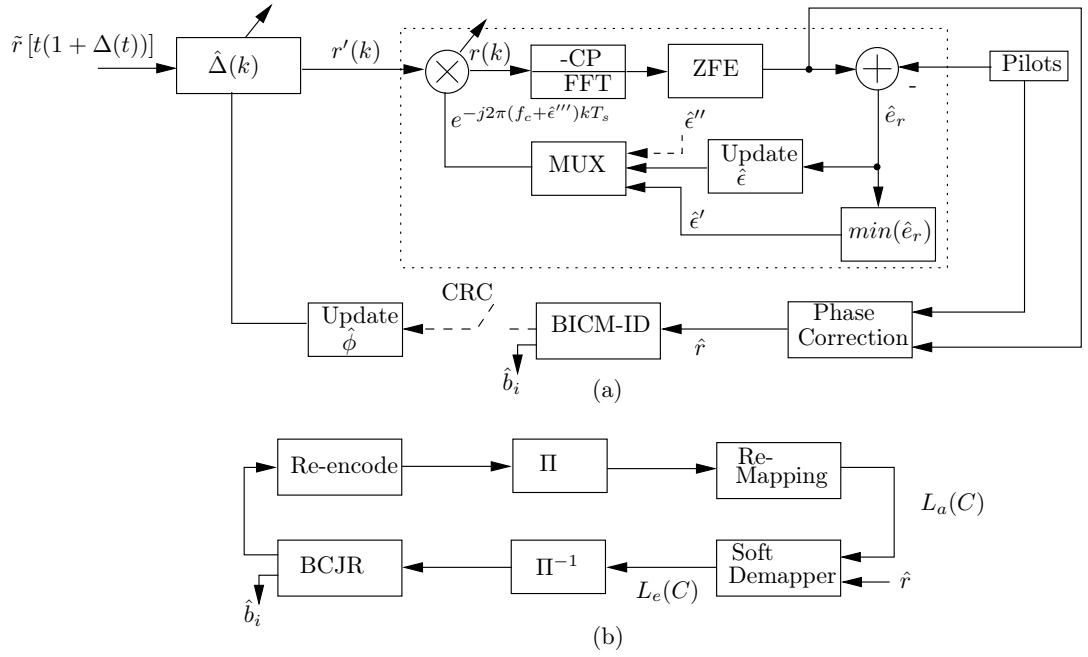 r̃ [t(1 + Δ(t))]
Δ̂(k)
r′(k)
r(k)
-CP
FFT
ZFE
Pilots
-
e^{-j2π(f_c+ε̂′′′)kT_s}
ε̂′′
ê_r
MUX
Update
ε̂
ε̂′
min(ê_r)
CRC
Update
φ̂
BICM-ID
r̂
Phase
Correction
b̂_i
(a)
Re-encode
Π
Re-
Mapping
L_a(C)
BCJR
Π^{-1}
Soft
Demapper
L_e(C)
r̂
b̂_i
(b)